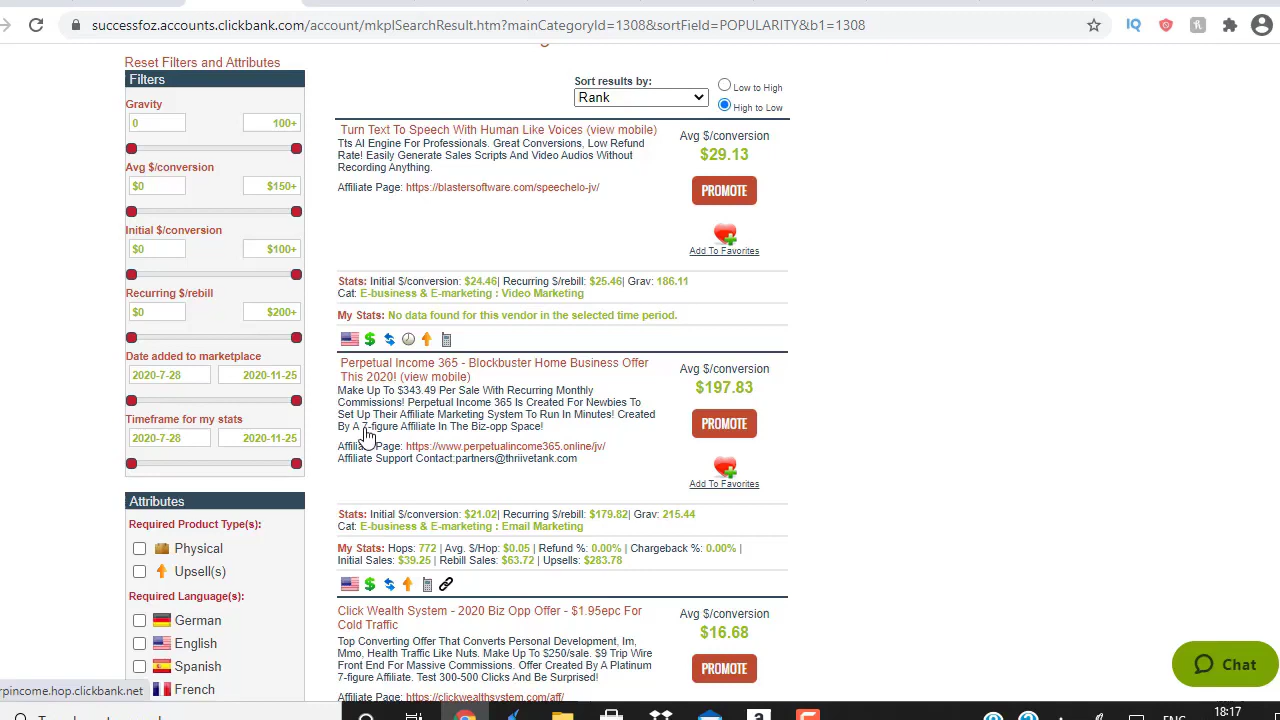 successfoz.accounts.clickbank.com/account/mkplSearchResult.htm?mainCategoryId=1308&sortField=POPULARITY&b1=1308
Reset Filters and Attributes
Filters
Gravity
0 100+
Avg $/conversion
$0 $150+
Initial $/conversion
$0 $100+
Recurring $/rebill
$0 $200+
Date added to marketplace
2020-7-28 2020-11-25
Timeframe for my stats
2020-7-28 2020-11-25
Attributes
Required Product Type(s):
Physical
Upsell(s)
Required Language(s):
German
English
Spanish
French
rpincome.hop.clickbank.net
Sort results by:
Rank
Low to High
High to Low
Turn Text To Speech With Human Like Voices (view mobile)
Tts AI Engine For Professionals. Great Conversions, Low Refund
Rate! Easily Generate Sales Scripts And Video Audios Without
Recording Anything.
Affiliate Page: https://blastersoftware.com/speechelo-jv/
Avg $/conversion
$29.13
PROMOTE
Add To Favorites
Stats: Initial $/conversion: $24.46| Recurring $/rebill: $25.46| Grav: 186.11
Cat: E-business & E-marketing : Video Marketing
My Stats: No data found for this vendor in the selected time period.
Perpetual Income 365 - Blockbuster Home Business Offer
This 2020! (view mobile)
Make Up To $343.49 Per Sale With Recurring Monthly
Commissions! Perpetual Income 365 Is Created For Newbies To
Set Up Their Affiliate Marketing System To Run In Minutes! Created
By A 7-figure Affiliate In The Biz-opp Space!
Affiliate Page: https://www.perpetualincome365.online/jv/
Affiliate Support Contact:partners@thriivetank.com
Avg $/conversion
$197.83
PROMOTE
Add To Favorites
Stats: Initial $/conversion: $21.02| Recurring $/rebill: $179.82| Grav: 215.44
Cat: E-business & E-marketing : Email Marketing
My Stats: Hops: 772 | Avg. $/Hop: $0.05 | Refund %: 0.00% | Chargeback %: 0.00% |
Initial Sales: $39.25 | Rebill Sales: $63.72 | Upsells: $283.78
Click Wealth System - 2020 Biz Opp Offer - $1.95epc For
Cold Traffic
Top Converting Offer That Converts Personal Development, Im,
Mmo, Health Traffic Like Nuts. Make Up To $250/sale. $9 Trip Wire
Front End For Massive Commissions. Offer Created By A Platinum
7-figure Affiliate. Test 300-500 Clicks And Be Surprised!
Affiliate Page: https://clickwealthsystem.com/aff/
Avg $/conversion
$16.68
PROMOTE
Chat
18:17